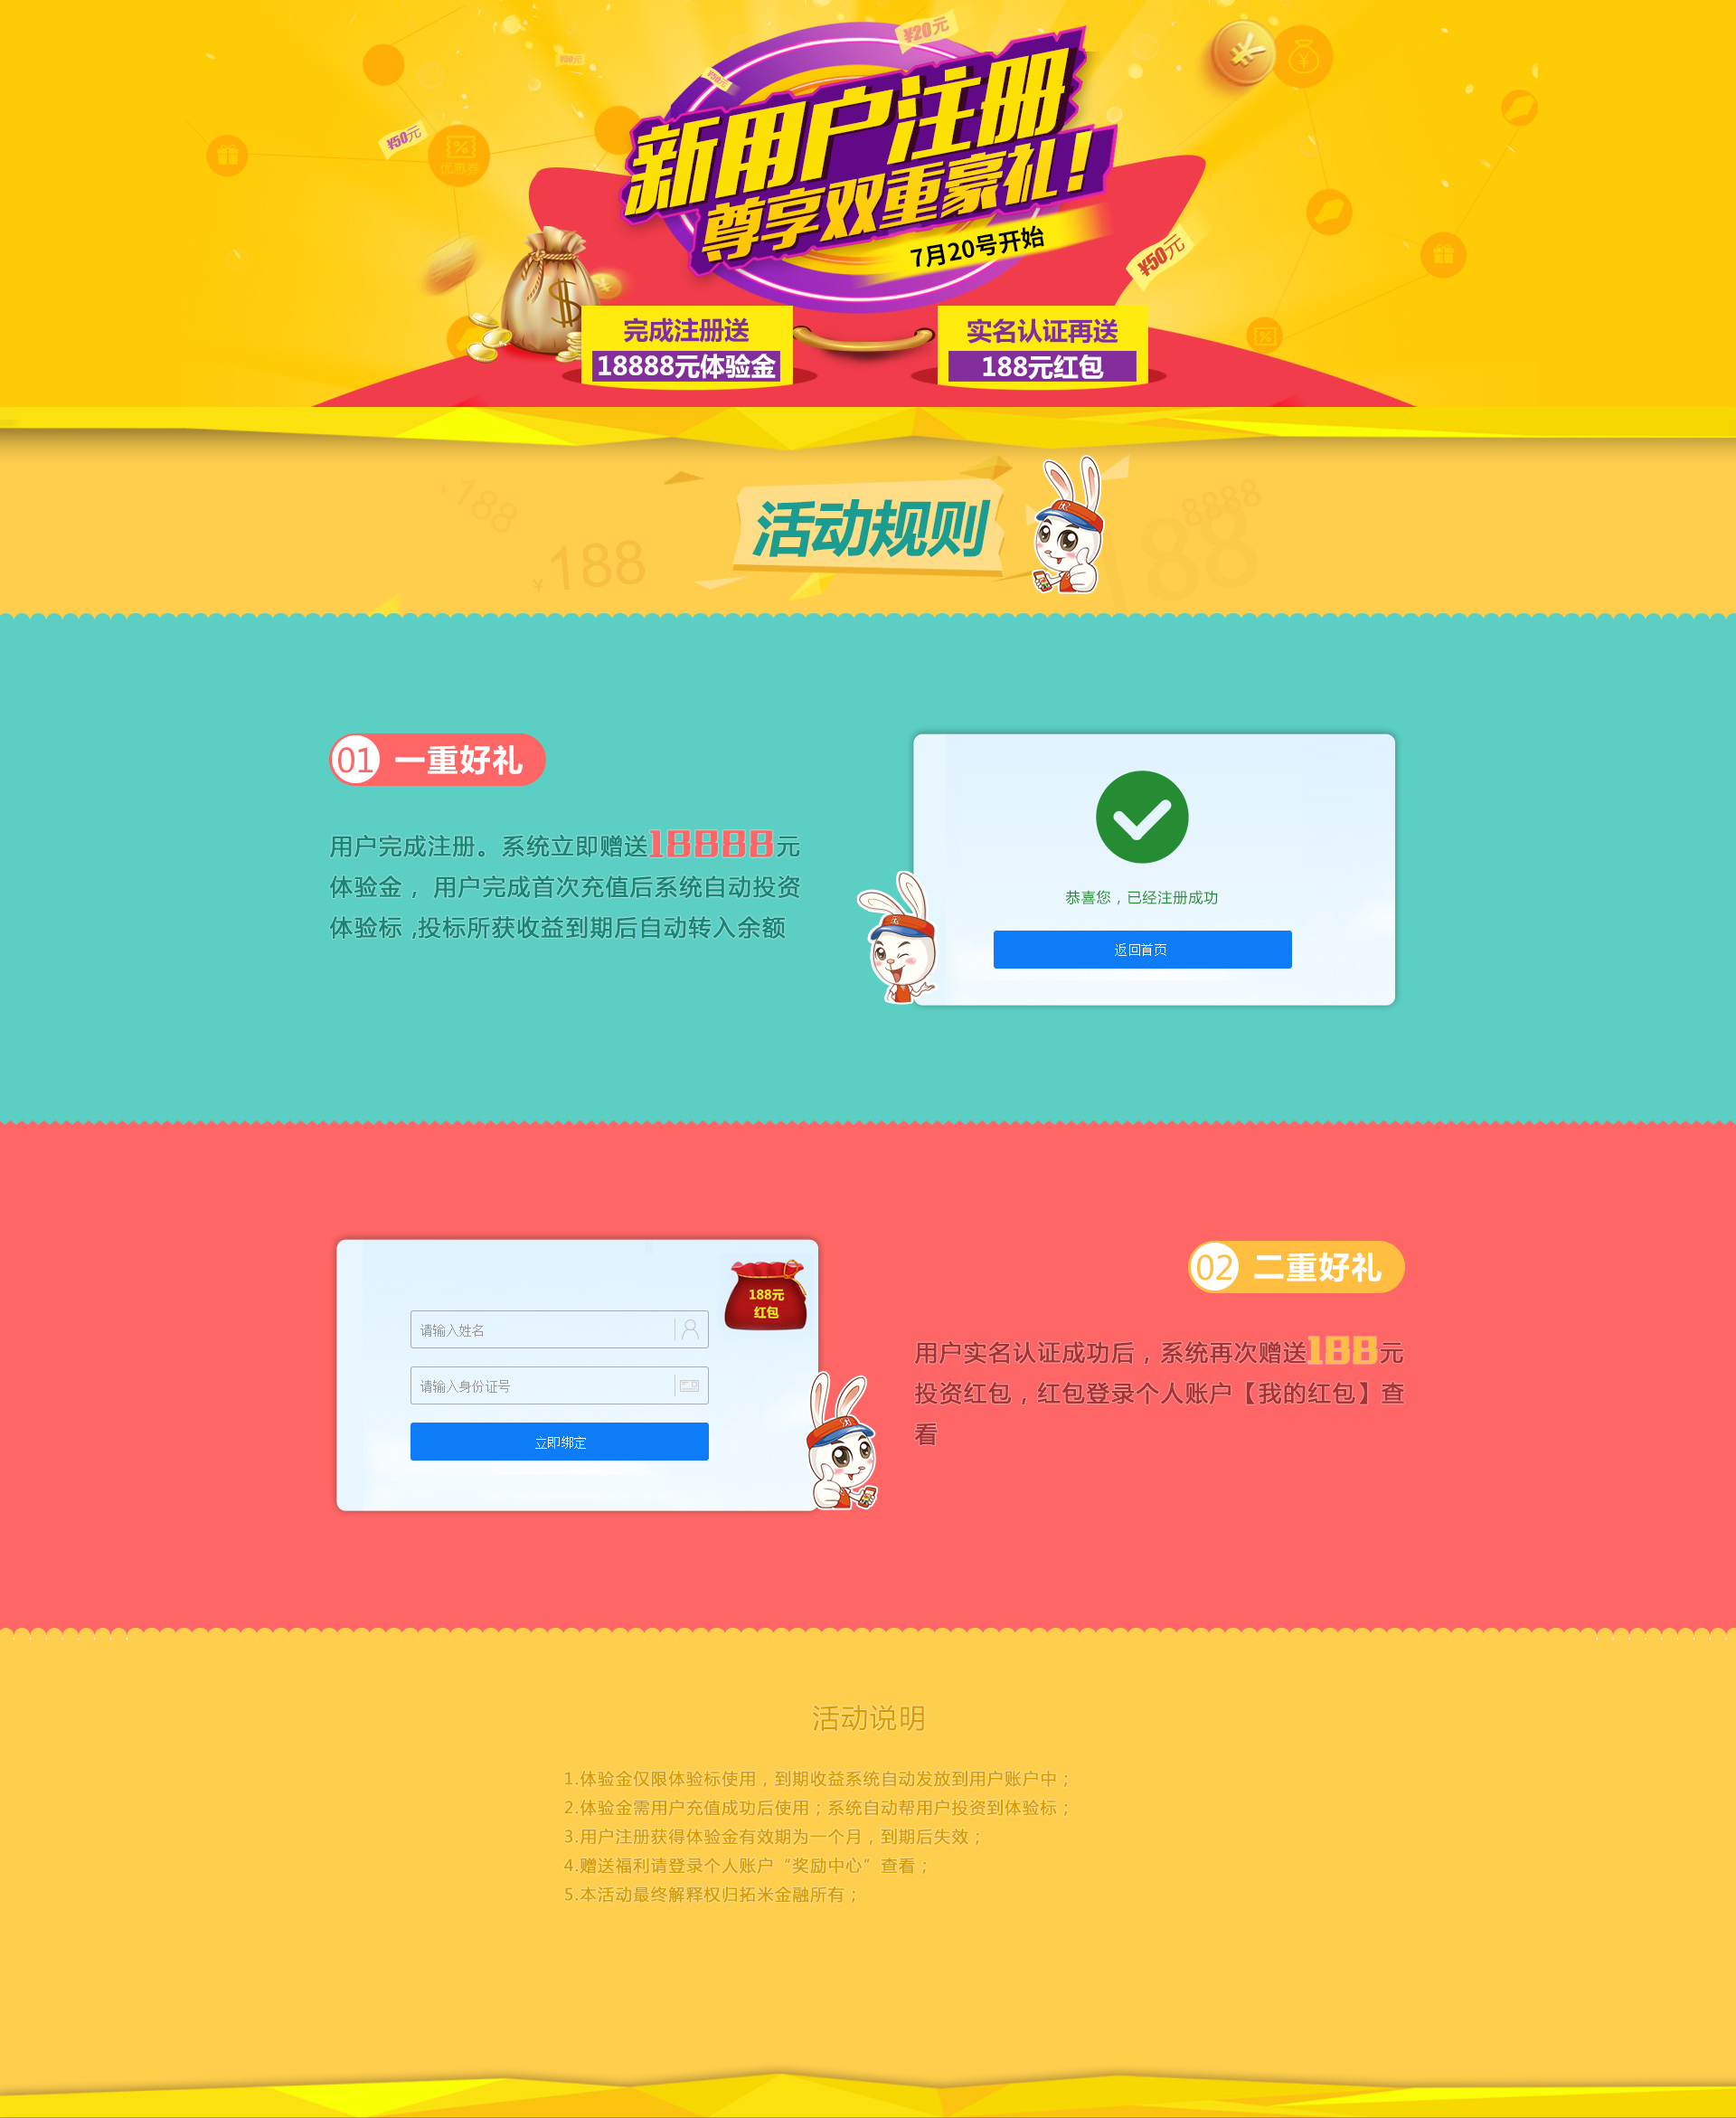 ¥20元
¥50元
优惠券
新用户注册
尊享双重豪礼!
7月20号开始
¥50元
完成注册送
18888元体验金
实名认证再送
188元红包
188
¥188
8888
188
活动规则
01 一重好礼
用户完成注册。系统立即赠送18888元
体验金， 用户完成首次充值后系统自动投资
体验标 ,投标所获收益到期后自动转入余额
恭喜您，已经注册成功
返回首页
188元
红包
请输入姓名
请输入身份证号
立即绑定
02 二重好礼
用户实名认证成功后，系统再次赠送188元
投资红包，红包登录个人账户【我的红包】查
看
活动说明
1.体验金仅限体验标使用，到期收益系统自动发放到用户账户中；
2.体验金需用户充值成功后使用；系统自动帮用户投资到体验标；
3.用户注册获得体验金有效期为一个月，到期后失效；
4.赠送福利请登录个人账户“奖励中心”查看；
5.本活动最终解释权归拓米金融所有；